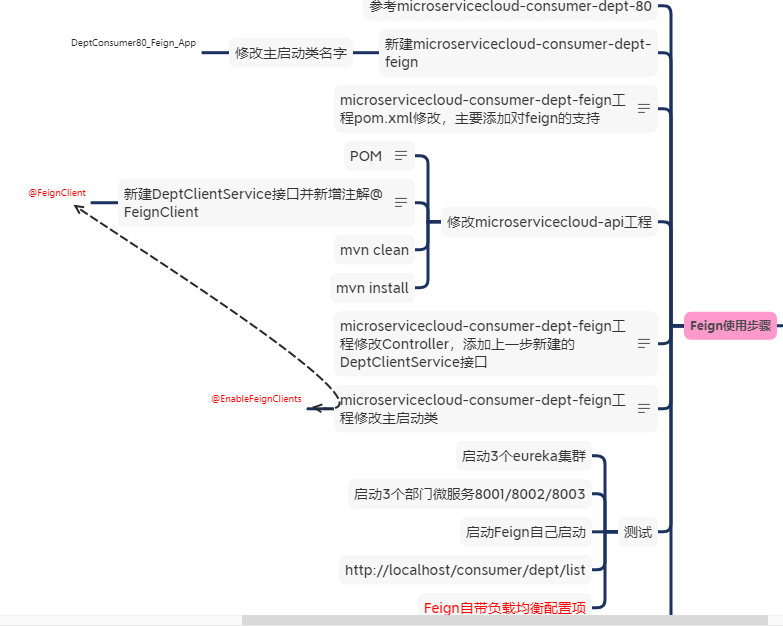 参考microservicecloud-consumer-dept-80
DeptConsumer80_Feign_App
修改主启动类名字
新建microservicecloud-consumer-dept-
feign
microservicecloud-consumer-dept-feign工
程pom.xml修改，主要添加对feign的支持
POM
@FeignClient
新建DeptClientService接口并新增注解@
FeignClient
mvn clean
mvn install
修改microservicecloud-api工程
Feign使用步骤
microservicecloud-consumer-dept-feign工
程修改Controller，添加上一步新建的
DeptClientService接口
@EnableFeignClients
microservicecloud-consumer-dept-feign工
程修改主启动类
启动3个eureka集群
启动3个部门微服务8001/8002/8003
启动Feign自己启动
测试
http://localhost/consumer/dept/list
Feign自带负载均衡配置项